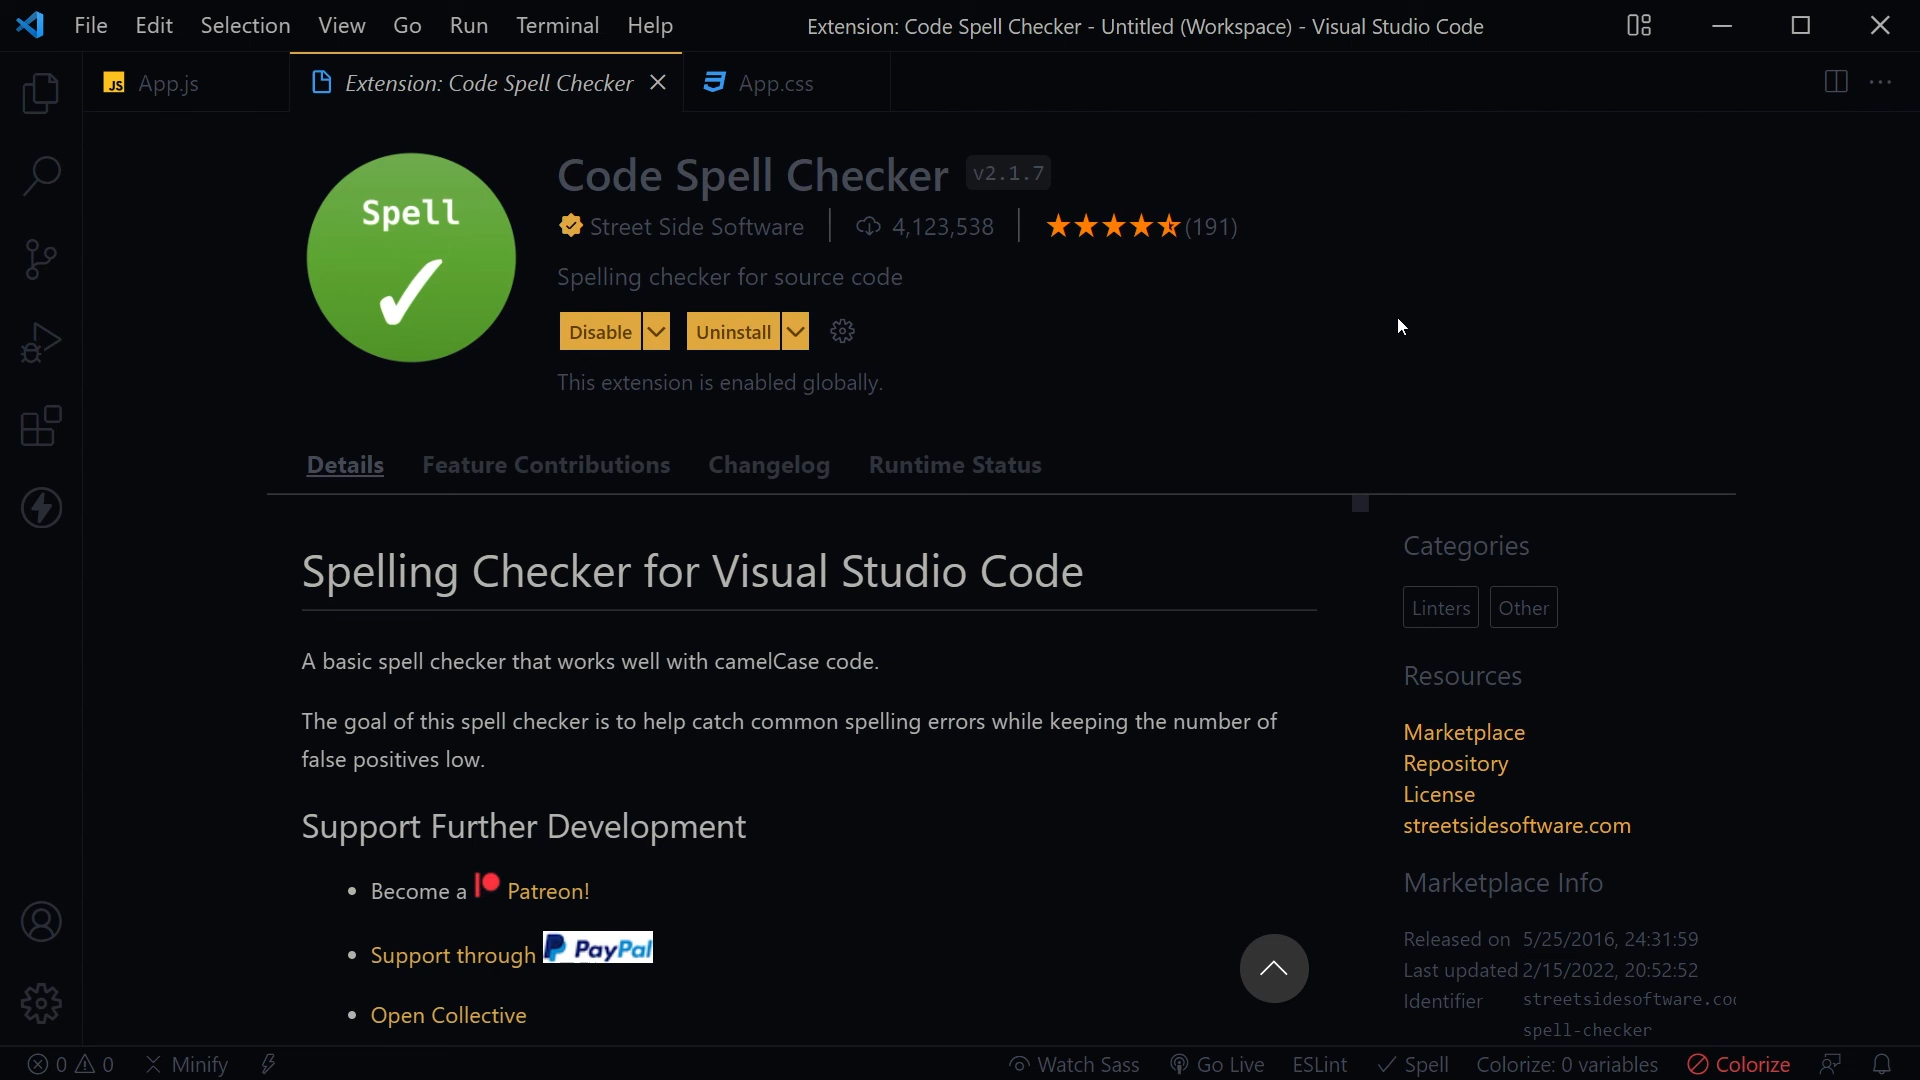 File Edit Selection View Go Run Terminal Help
Extension: Code Spell Checker - Untitled (Workspace) - Visual Studio Code
JS App.js
Extension: Code Spell Checker
App.css
Spell
Code Spell Checker v2.1.7
Street Side Software 4,123,538 (191)
Spelling checker for source code
Disable Uninstall
This extension is enabled globally.
Details Feature Contributions Changelog Runtime Status
Spelling Checker for Visual Studio Code
A basic spell checker that works well with camelCase code.
The goal of this spell checker is to help catch common spelling errors while keeping the number of
false positives low.
Support Further Development
• Become a Patreon!
• Support through PayPal
• Open Collective
Categories
Linters Other
Resources
Marketplace
Repository
License
streetsidesoftware.com
Marketplace Info
Released on 5/25/2016, 24:31:59
Last updated 2/15/2022, 20:52:52
Identifier streetsidesoftware.co
spell-checker
0 0 Minify Watch Sass Go Live ESLint Spell Colorize: 0 variables Colorize